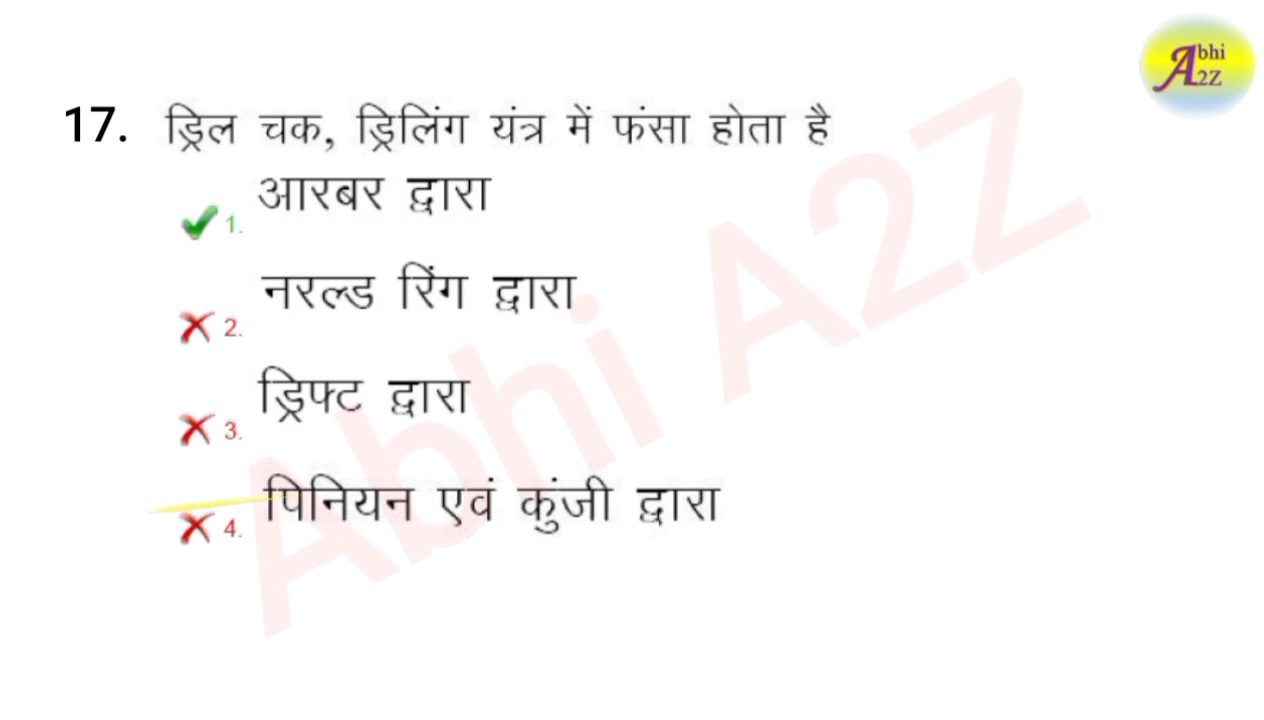 Abhi
A2Z
17. ड्रिल चक, ड्रिलिंग यंत्र में फंसा होता है
1. आरबर द्वारा
2. नरल्ड रिंग द्वारा
3. ड्रिफ्ट द्वारा
4. पिनियन एवं कुंजी द्वारा
Abhi A2Z